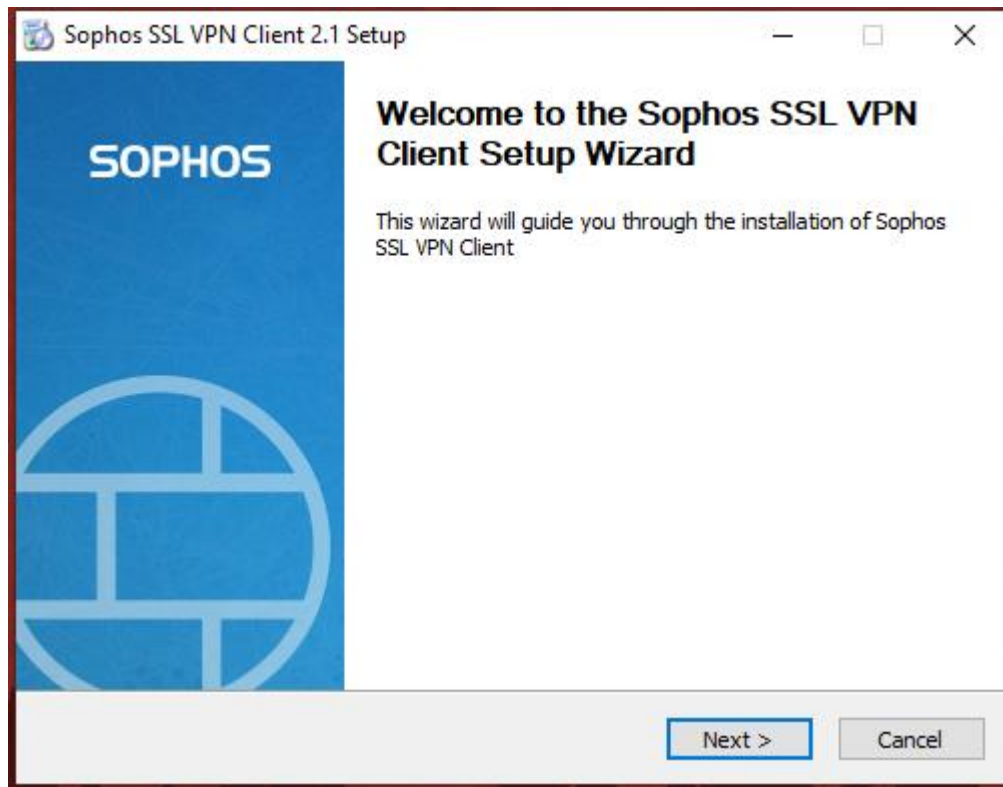 Sophos SSL VPN Client 2.1 Setup
SOPHOS
Welcome to the Sophos SSL VPN
Client Setup Wizard
This wizard will guide you through the installation of Sophos
SSL VPN Client
Next >
Cancel